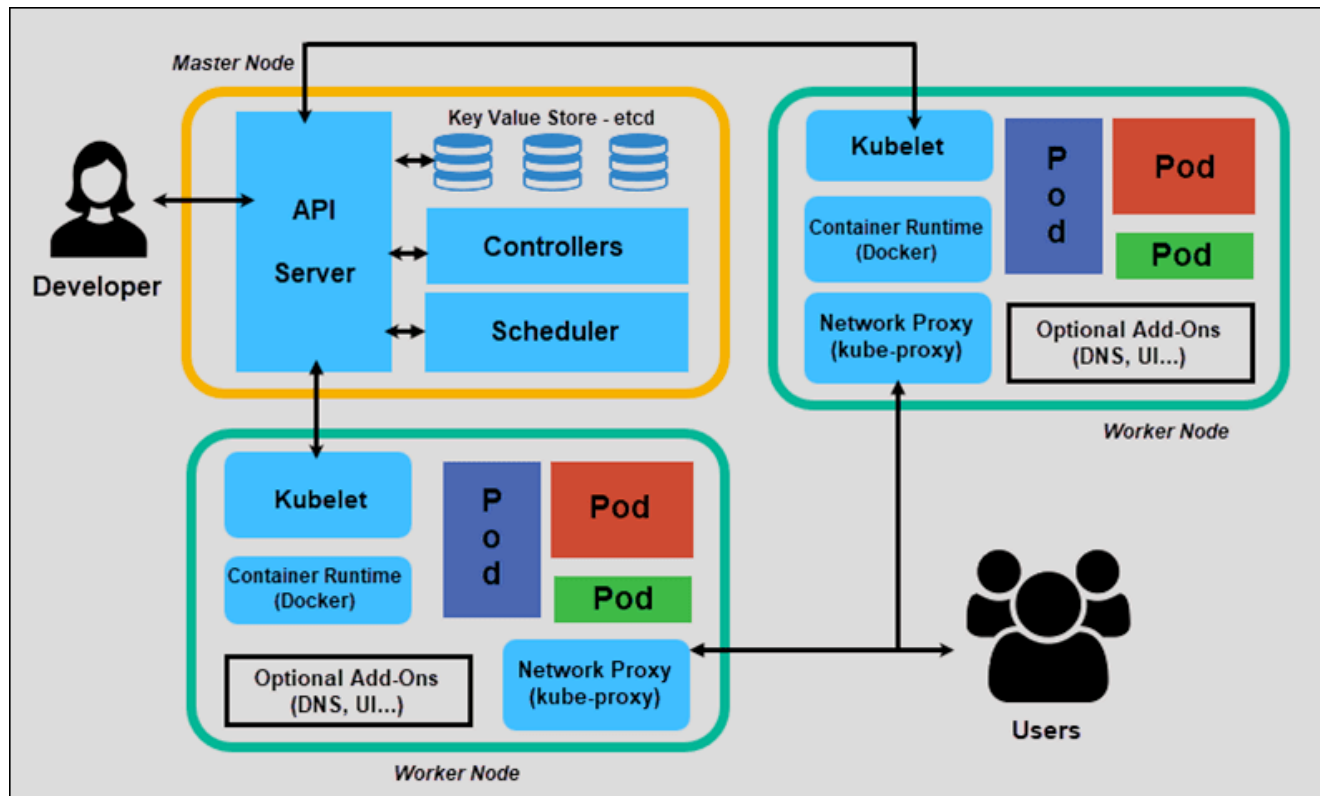 Master Node
Key Value Store - etcd
API
Server
Controllers
Scheduler
Developer
Kubelet
Container Runtime
(Docker)
Network Proxy
(kube-proxy)
P
o
d
Pod
Pod
Optional Add-Ons
(DNS, UI...)
Worker Node
Kubelet
Container Runtime
(Docker)
P
o
d
Pod
Pod
Optional Add-Ons
(DNS, UI...)
Network Proxy
(kube-proxy)
Worker Node
Users